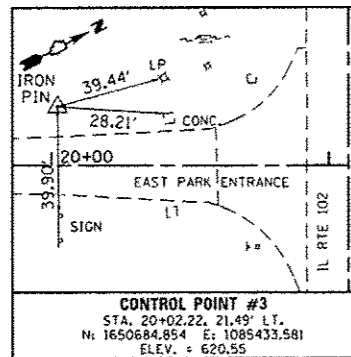 N
LP
IRON
PIN
39.44'
28.21'
CONC
20+00
39.90'
EAST PARK ENTRANCE
SIGN
LT
IL RTE 102
CONTROL POINT #3
STA. 20+02.22, 21.49' LT.
N: 1650684.854 E: 1085433.581
ELEV. = 620.55